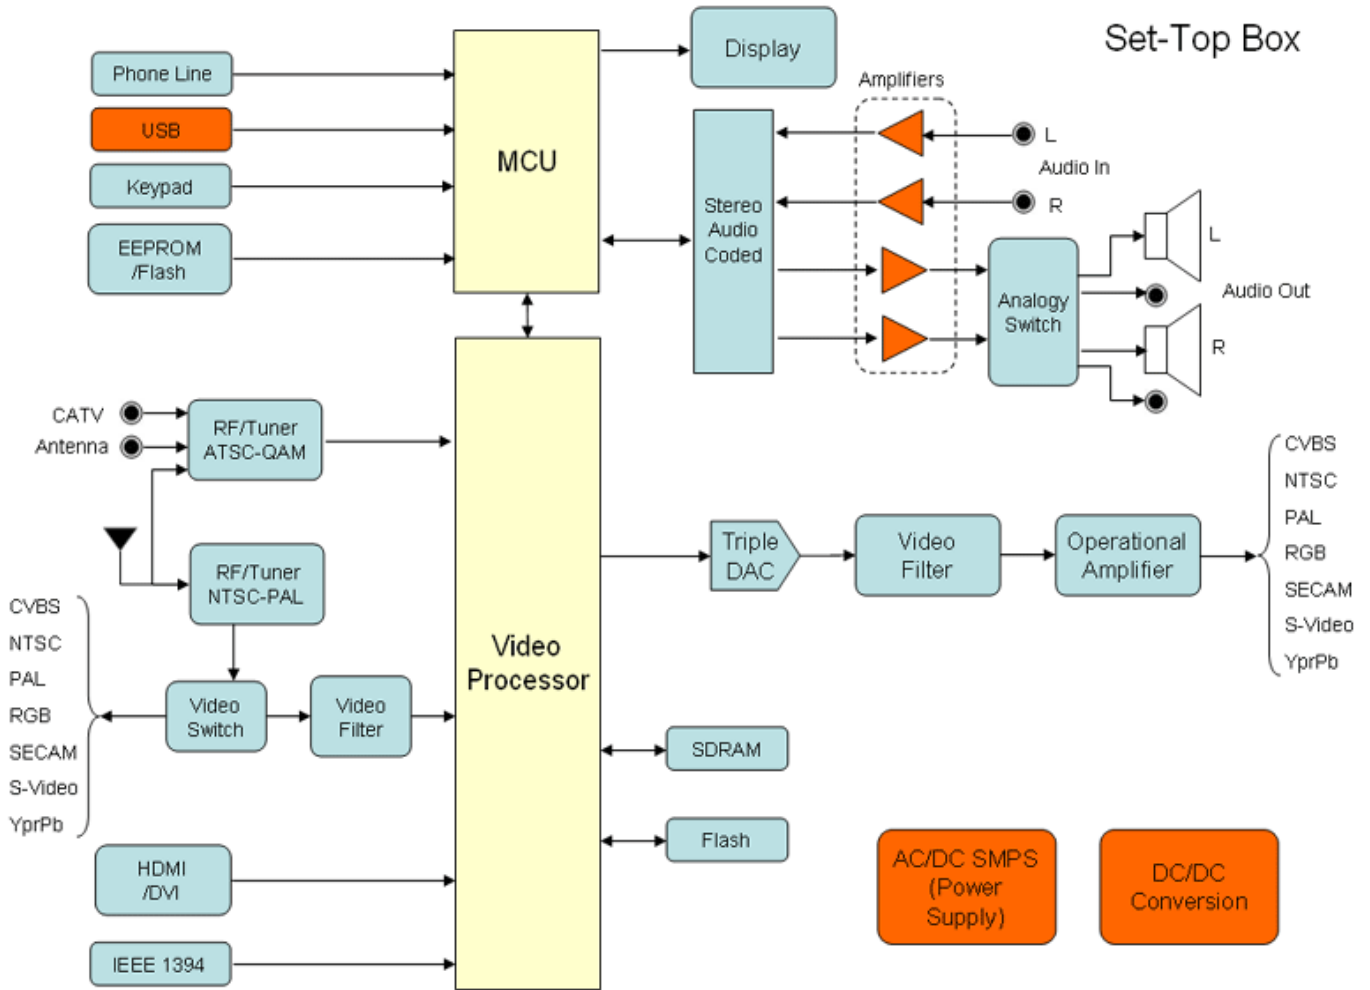 Set-Top Box
Phone Line
USB
Keypad
EEPROM
/Flash
MCU
Display
Amplifiers
Stereo
Audio
Coded
L
Audio In
R
Analogy
Switch
L
Audio Out
R
CATV
Antenna
RF/Tuner
ATSC-QAM
RF/Tuner
NTSC-PAL
CVBS
NTSC
PAL
RGB
SECAM
S-Video
YprPb
Video
Switch
Video
Filter
HDMI
/DVI
IEEE 1394
Video
Processor
Triple
DAC
Video
Filter
Operational
Amplifier
CVBS
NTSC
PAL
RGB
SECAM
S-Video
YprPb
SDRAM
Flash
AC/DC SMPS
(Power
Supply)
DC/DC
Conversion